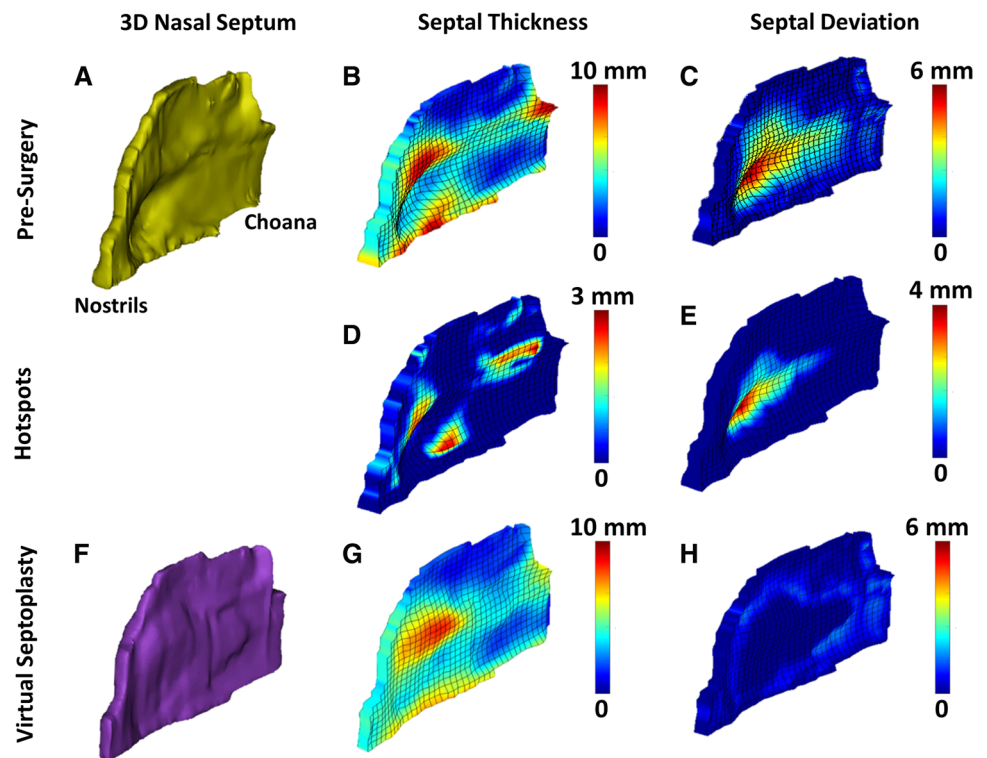 3D Nasal Septum
Septal Thickness
Septal Deviation
Pre-Surgery
A
Nostrils
Choana
B
10 mm
0
C
6 mm
0
Hotspots
D
3 mm
0
E
4 mm
0
Virtual Septoplasty
F
G
10 mm
0
H
6 mm
0